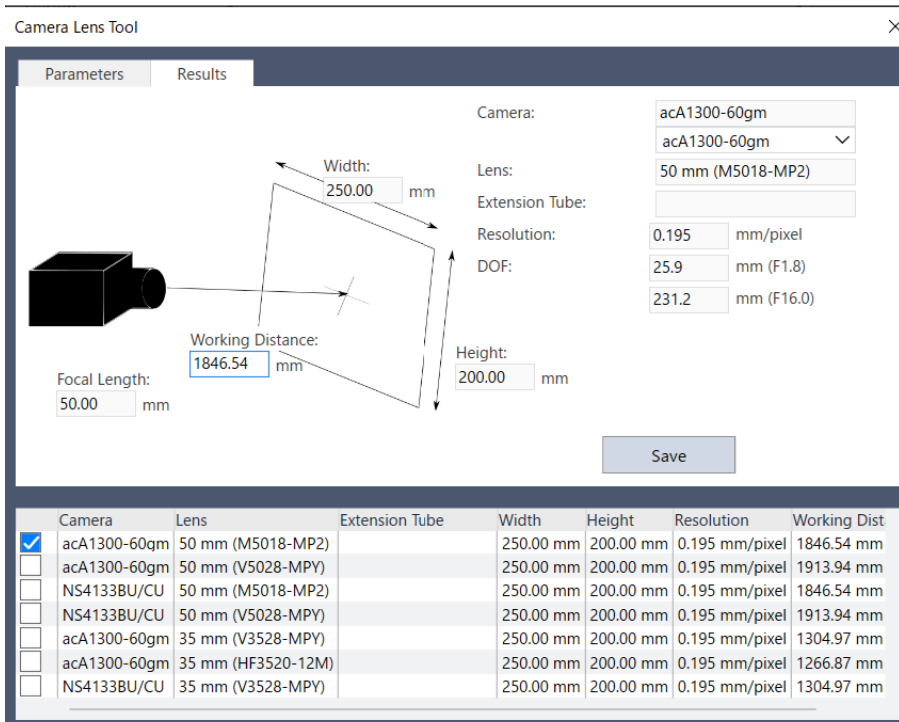 Camera Lens Tool
Parameters Results
Camera: acA1300-60gm
acA1300-60gm
Width:
250.00 mm
Lens: 50 mm (M5018-MP2)
Extension Tube:
Resolution: 0.195 mm/pixel
DOF: 25.9 mm (F1.8)
231.2 mm (F16.0)
Working Distance:
1846.54 mm
Height:
200.00 mm
Focal Length:
50.00 mm
Save
Camera Lens Extension Tube Width Height Resolution Working Dist
acA1300-60gm 50 mm (M5018-MP2) 250.00 mm 200.00 mm 0.195 mm/pixel 1846.54 mm
acA1300-60gm 50 mm (V5028-MPY) 250.00 mm 200.00 mm 0.195 mm/pixel 1913.94 mm
NS4133BU/CU 50 mm (M5018-MP2) 250.00 mm 200.00 mm 0.195 mm/pixel 1846.54 mm
NS4133BU/CU 50 mm (V5028-MPY) 250.00 mm 200.00 mm 0.195 mm/pixel 1913.94 mm
acA1300-60gm 35 mm (V3528-MPY) 250.00 mm 200.00 mm 0.195 mm/pixel 1304.97 mm
acA1300-60gm 35 mm (HF3520-12M) 250.00 mm 200.00 mm 0.195 mm/pixel 1266.87 mm
NS4133BU/CU 35 mm (V3528-MPY) 250.00 mm 200.00 mm 0.195 mm/pixel 1304.97 mm